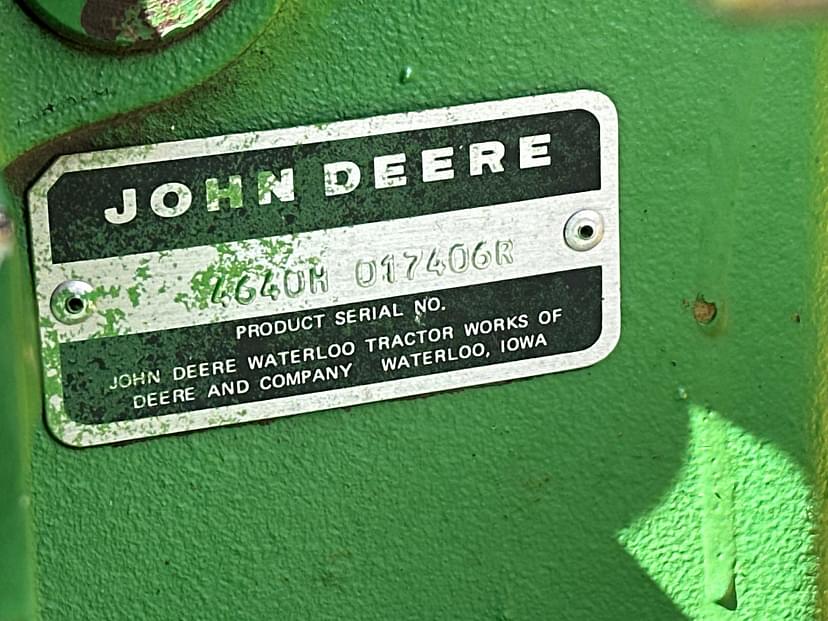 JOHN DEERE
4640H 017406R
PRODUCT SERIAL NO.
JOHN DEERE WATERLOO TRACTOR WORKS OF
DEERE AND COMPANY WATERLOO, IOWA